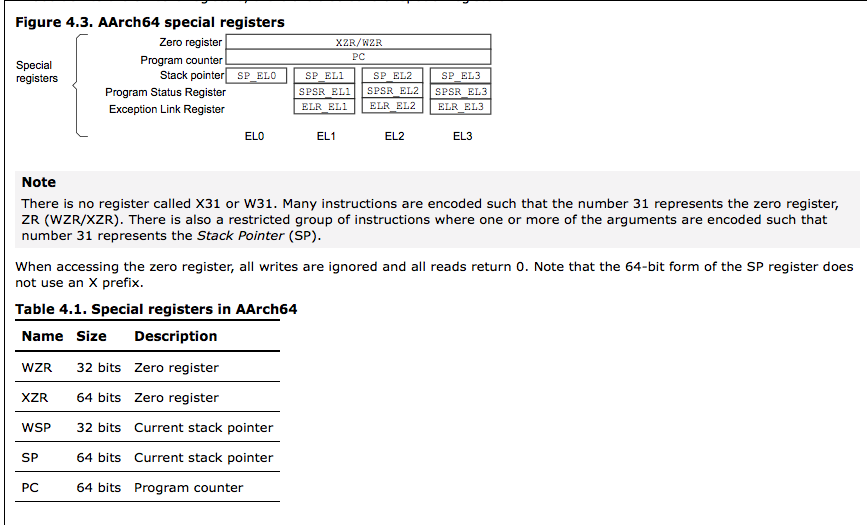 Figure 4.3. AArch64 special registers
Zero register XZR/WZR
Special Program counter PC
registers Stack pointer SP_EL0 SP_EL1 SP_EL2 SP_EL3
Program Status Register SPSR_EL1 SPSR_EL2 SPSR_EL3
Exception Link Register ELR_EL1 ELR_EL2 ELR_EL3
EL0 EL1 EL2 EL3
Note
There is no register called X31 or W31. Many instructions are encoded such that the number 31 represents the zero register,
ZR (WZR/XZR). There is also a restricted group of instructions where one or more of the arguments are encoded such that
number 31 represents the Stack Pointer (SP).
When accessing the zero register, all writes are ignored and all reads return 0. Note that the 64-bit form of the SP register does
not use an X prefix.
Table 4.1. Special registers in AArch64
Name Size Description
WZR 32 bits Zero register
XZR 64 bits Zero register
WSP 32 bits Current stack pointer
SP 64 bits Current stack pointer
PC 64 bits Program counter